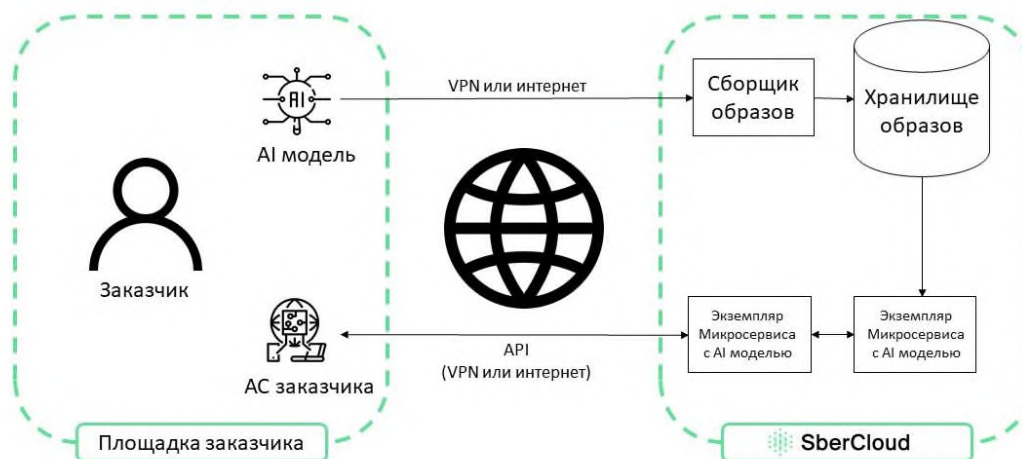 AI
AI модель
VPN или интернет
Сборщик
образов
Хранилище
образов
Заказчик
АС заказчика
API
(VPN или интернет)
Экземпляр
Микросервиса
с AI моделью
Экземпляр
Микросервиса
с AI моделью
Площадка заказчика
SberCloud